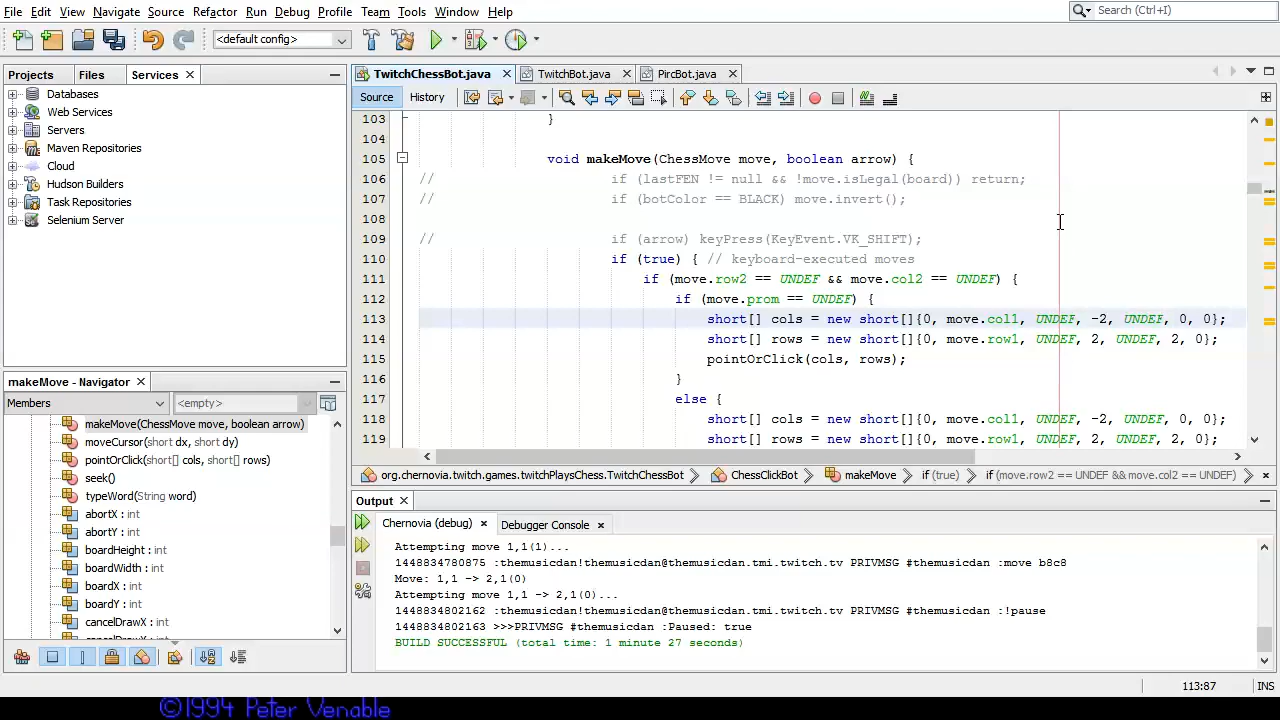 File Edit View Navigate Source Refactor Run Debug Profile Team Tools Window Help
Search (Ctrl+I)
<default config>
Projects Files Services
TwitchChessBot.java TwitchBot.java PircBot.java
Source History
Databases
Web Services
Servers
Maven Repositories
Cloud
Hudson Builders
Task Repositories
Selenium Server
103 }
104
105 void makeMove(ChessMove move, boolean arrow) {
106 // if (lastFEN != null && !move.isLegal(board)) return;
107 // if (botColor == BLACK) move.invert();
108
109 // if (arrow) keyPress(KeyEvent.VK_SHIFT);
110 if (true) { // keyboard-executed moves
111 if (move.row2 == UNDEF && move.col2 == UNDEF) {
112 if (move.prom == UNDEF) {
113 short[] cols = new short[]{0, move.col1, UNDEF, -2, UNDEF, 0, 0};
114 short[] rows = new short[]{0, move.row1, UNDEF, 2, UNDEF, 2, 0};
115 pointOrClick(cols, rows);
116 }
117 else {
118 short[] cols = new short[]{0, move.col1, -2, UNDEF, 0, 0};
119 short[] rows = new short[]{0, move.row1, 2, UNDEF, 2, 0};
makeMove - Navigator
Members <empty>
makeMove(ChessMove move, boolean arrow)
moveCursor(short dx, short dy)
pointOrClick(short[] cols, short[] rows)
seek()
typeWord(String word)
abortX : int
abortY : int
boardHeight : int
boardWidth : int
boardX : int
boardY : int
cancelDrawX : int
org.chernovia.twitch.games.twitchPlaysChess.TwitchChessBot ChessClickBot makeMove if (true) if (move.row2 == UNDEF && move.col2 == UNDEF)
Output
Chernovia (debug) Debugger Console
Attempting move 1,1(1)...
1448834780875 :themusicdan!themusicdan@themusicdan.tmi.twitch.tv PRIVMSG #themusicdan :move b8c8
Move: 1,1 -> 2,1(0)
Attempting move 1,1 -> 2,1(0)...
1448834802162 :themusicdan!themusicdan@themusicdan.tmi.twitch.tv PRIVMSG #themusicdan :!pause
1448834802163 >>>PRIVMSG #themusicdan :Paused: true
BUILD SUCCESSFUL (total time: 1 minute 27 seconds)
113:87 INS
©1994 Peter Venable